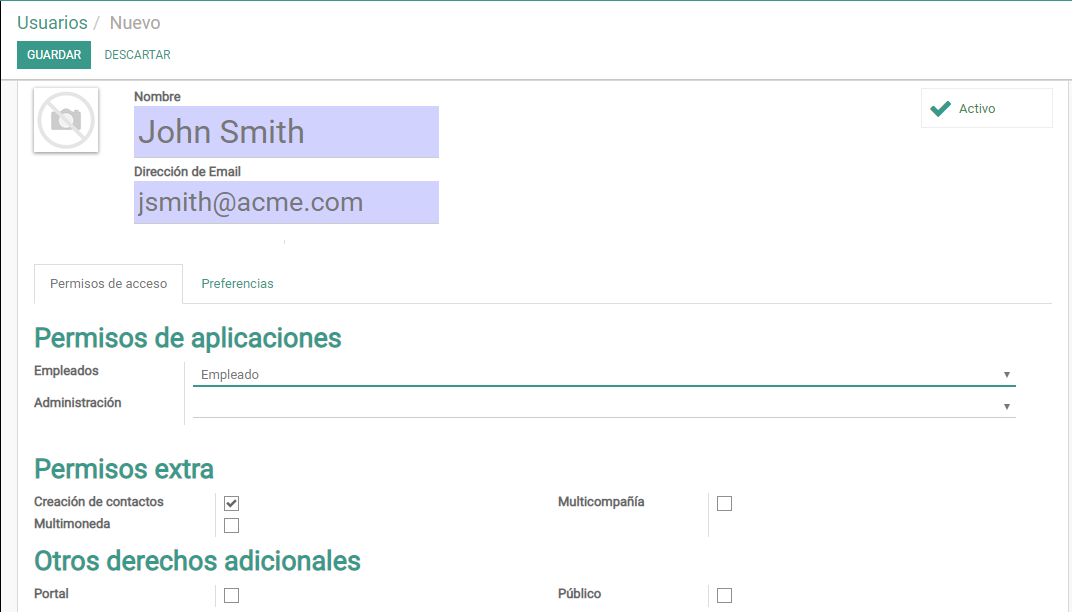 Usuarios / Nuevo
GUARDAR DESCARTAR
Nombre
John Smith
Activo
Dirección de Email
jsmith@acme.com
Permisos de acceso Preferencias
Permisos de aplicaciones
Empleados Empleado
Administración
Permisos extra
Creación de contactos Multicompañía
Multimoneda
Otros derechos adicionales
Portal Público